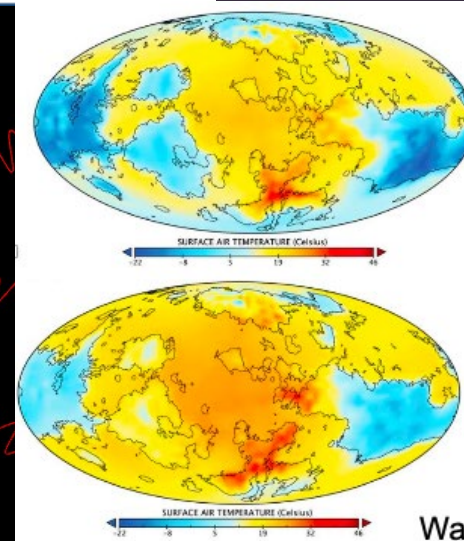 SURFACE AIR TEMPERATURE (Celsius)
-22 -8 5 19 32 46
SURFACE AIR TEMPERATURE (Celsius)
-22 -8 5 19 32 46
Wa